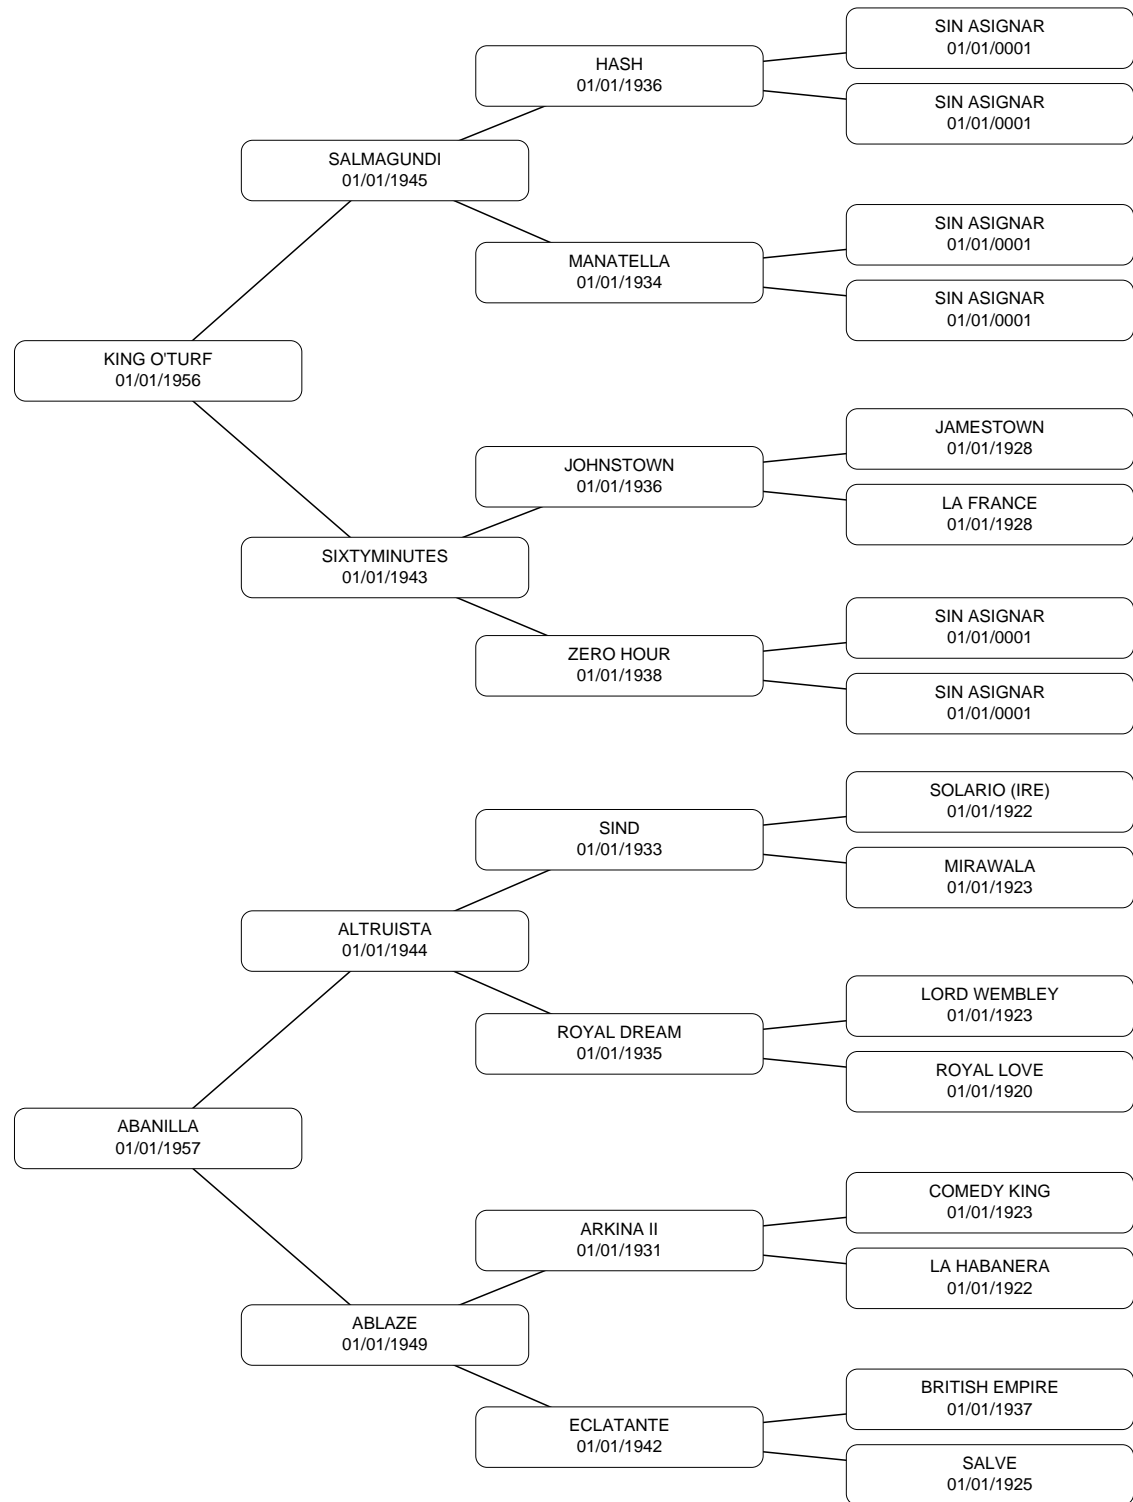 SIN ASIGNAR
01/01/0001
HASH
01/01/1936
SIN ASIGNAR
01/01/0001
SALMAGUNDI
01/01/1945
SIN ASIGNAR
01/01/0001
MANATELLA
01/01/1934
SIN ASIGNAR
01/01/0001
KING O'TURF
01/01/1956
JAMESTOWN
01/01/1928
JOHNSTOWN
01/01/1936
LA FRANCE
01/01/1928
SIXTYMINUTES
01/01/1943
SIN ASIGNAR
01/01/0001
ZERO HOUR
01/01/1938
SIN ASIGNAR
01/01/0001
SOLARIO (IRE)
01/01/1922
SIND
01/01/1933
MIRAWALA
01/01/1923
ALTRUISTA
01/01/1944
LORD WEMBLEY
01/01/1923
ROYAL DREAM
01/01/1935
ROYAL LOVE
01/01/1920
ABANILLA
01/01/1957
COMEDY KING
01/01/1923
ARKINA II
01/01/1931
LA HABANERA
01/01/1922
ABLAZE
01/01/1949
BRITISH EMPIRE
01/01/1937
ECLATANTE
01/01/1942
SALVE
01/01/1925